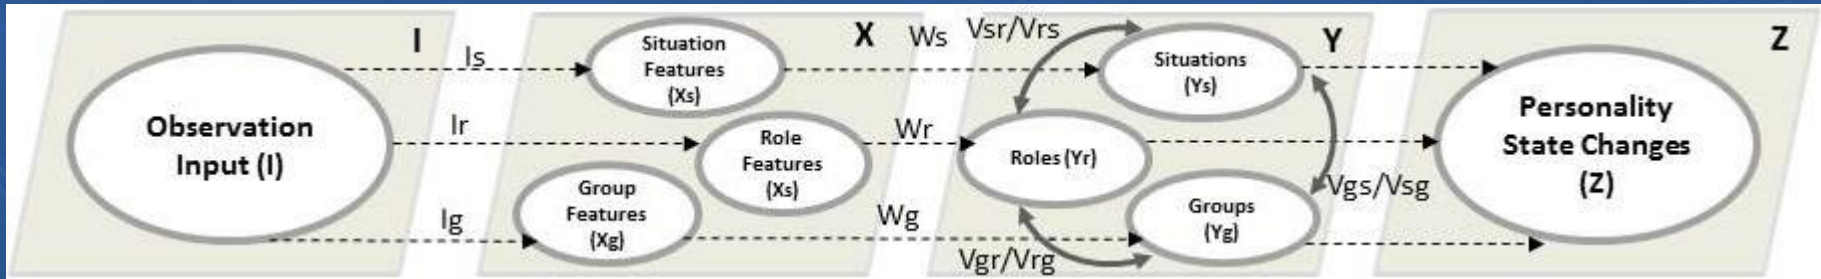 I
Observation
Input (I)
Is
Ir
Ig
X
Situation
Features
(Xs)
Role
Features
(Xs)
Group
Features
(Xg)
Ws
Wr
Wg
Vsr/Vrs
Y
Situations
(Ys)
Roles (Yr)
Groups
(Yg)
Vgs/Vsg
Vgr/Vrg
Z
Personality
State Changes
(Z)